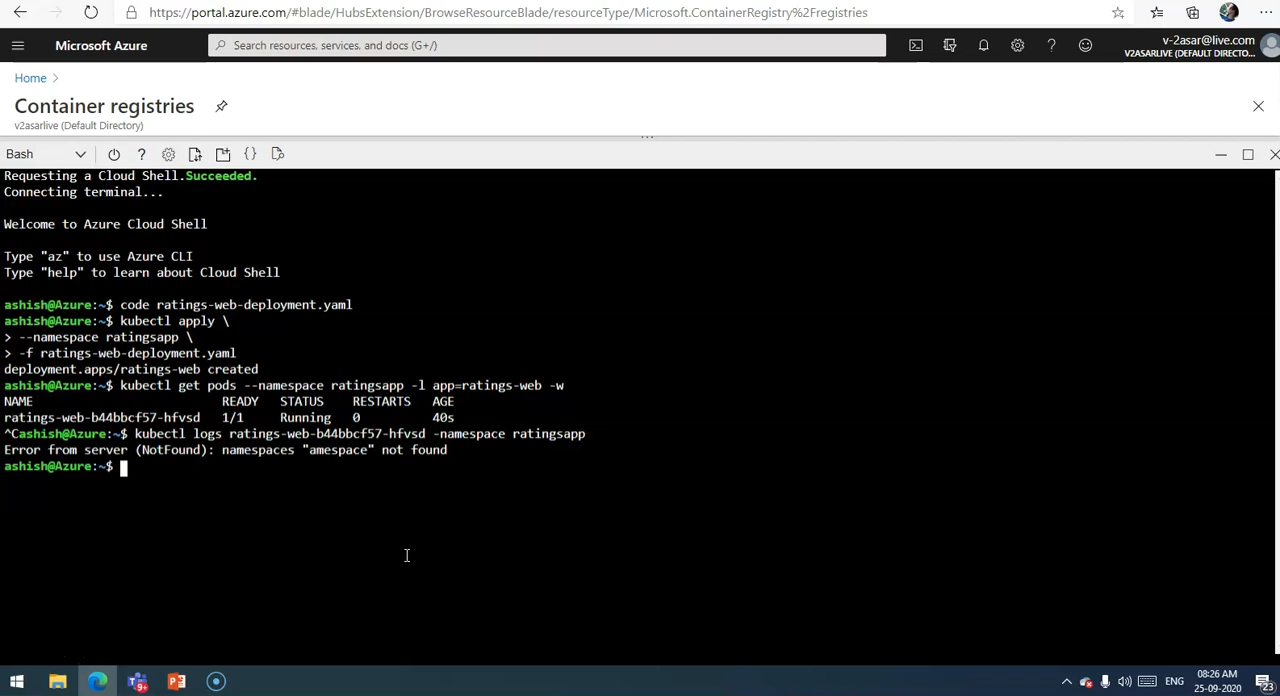 https://portal.azure.com/#blade/HubsExtension/BrowseResourceBlade/resourceType/Microsoft.ContainerRegistry%2Fregistries
Microsoft Azure
Search resources, services, and docs (G+/)
v-2asar@live.com
V2ASARLIVE (DEFAULT DIRECTO...
Home >
Container registries
v2asarlive (Default Directory)
Bash
Requesting a Cloud Shell.Succeeded.
Connecting terminal...
Welcome to Azure Cloud Shell
Type "az" to use Azure CLI
Type "help" to learn about Cloud Shell
ashish@Azure:~$ code ratings-web-deployment.yaml
ashish@Azure:~$ kubectl apply \
> --namespace ratingsapp \
> -f ratings-web-deployment.yaml
deployment.apps/ratings-web created
ashish@Azure:~$ kubectl get pods --namespace ratingsapp -l app=ratings-web -w
NAME READY STATUS RESTARTS AGE
ratings-web-b44bbcf57-hfvsd 1/1 Running 0 40s
^Cashish@Azure:~$ kubectl logs ratings-web-b44bbcf57-hfvsd -namespace ratingsapp
Error from server (NotFound): namespaces "amespace" not found
ashish@Azure:~$
ENG
08:26 AM
25-09-2020
23